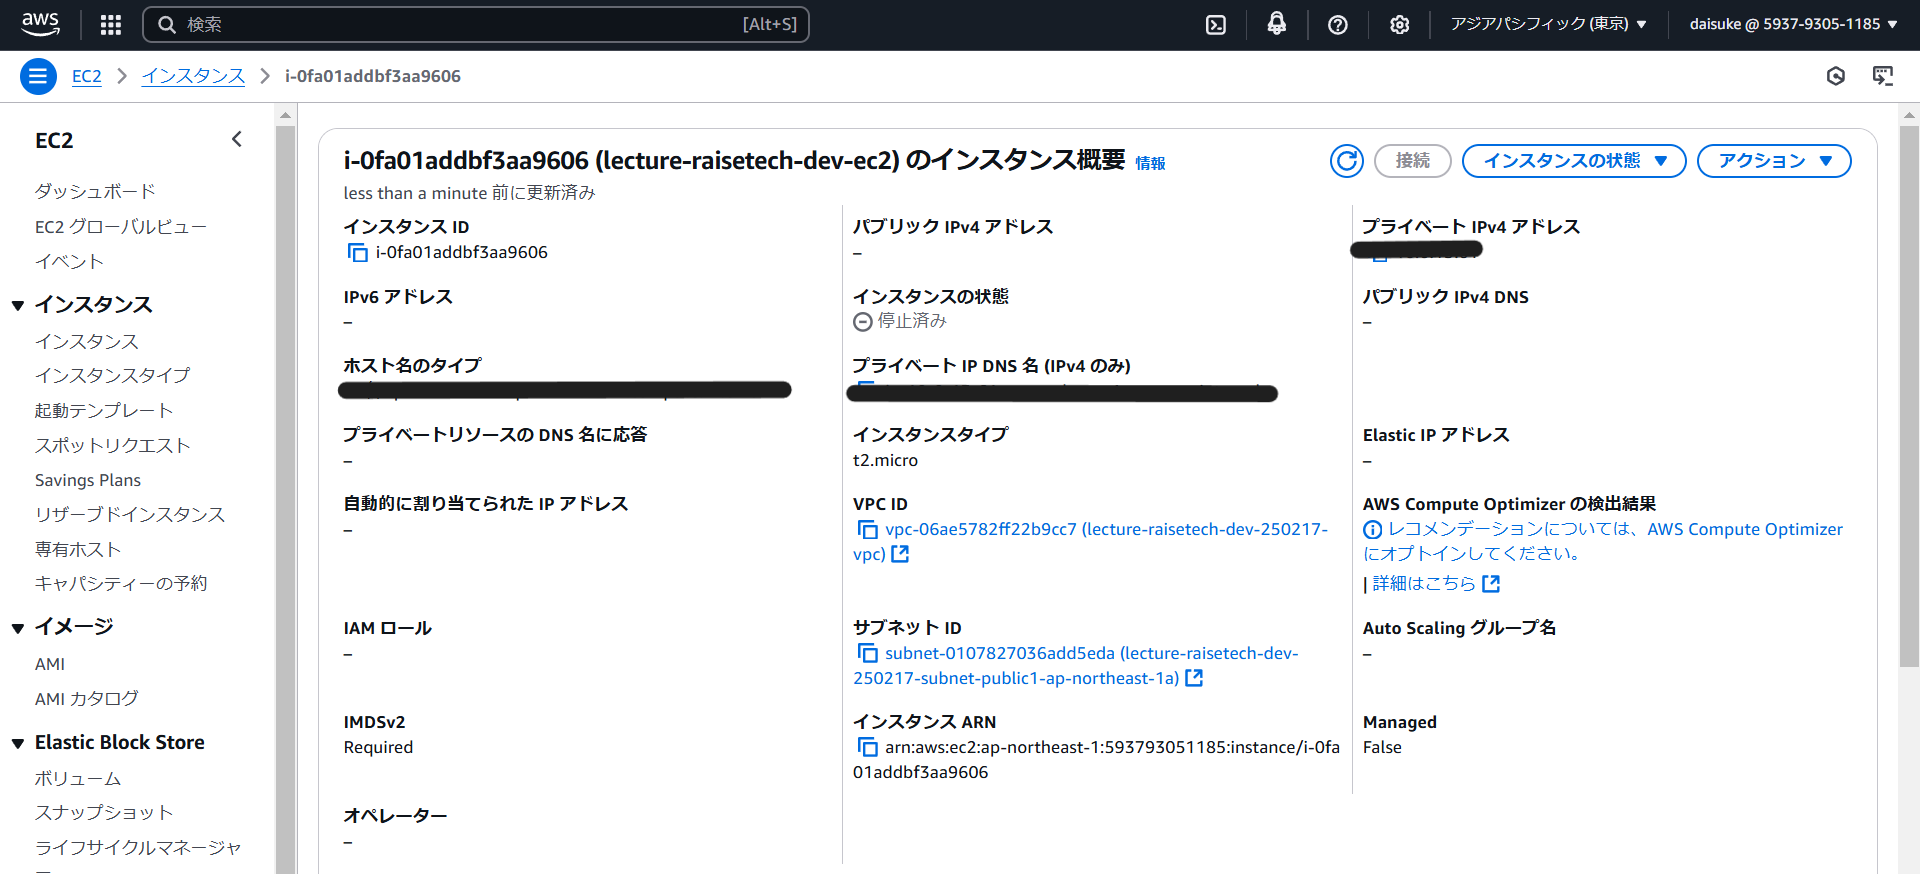 aws
検索
[Alt+S]
アジアパシフィック (東京)
daisuke @ 5937-9305-1185
EC2
インスタンス
i-0fa01addbf3aa9606
EC2
ダッシュボード
EC2 グローバルビュー
イベント
インスタンス
インスタンス
インスタンスタイプ
起動テンプレート
スポットリクエスト
Savings Plans
リザーブドインスタンス
専有ホスト
キャパシティーの予約
イメージ
AMI
AMI カタログ
Elastic Block Store
ボリューム
スナップショット
ライフサイクルマネージャ
ー
i-0fa01addbf3aa9606 (lecture-raisetech-dev-ec2) のインスタンス概要 情報
less than a minute 前に更新済み
接続
インスタンスの状態
アクション
インスタンス ID
i-0fa01addbf3aa9606
パブリック IPv4 アドレス
–
プライベート IPv4 アドレス
IPv6 アドレス
–
インスタンスの状態
停止済み
パブリック IPv4 DNS
–
ホスト名のタイプ
プライベート IP DNS 名 (IPv4 のみ)
プライベートリソースの DNS 名に応答
–
インスタンスタイプ
t2.micro
Elastic IP アドレス
–
自動的に割り当てられた IP アドレス
–
VPC ID
vpc-06ae5782ff22b9cc7 (lecture-raisetech-dev-250217-
vpc)
AWS Compute Optimizer の検出結果
レコメンデーションについては、AWS Compute Optimizer
にオプトインしてください。
| 詳細はこちら
IAM ロール
–
サブネット ID
subnet-0107827036add5eda (lecture-raisetech-dev-
250217-subnet-public1-ap-northeast-1a)
Auto Scaling グループ名
–
IMDSv2
Required
インスタンス ARN
arn:aws:ec2:ap-northeast-1:593793051185:instance/i-0fa
01addbf3aa9606
Managed
False
オペレーター
–